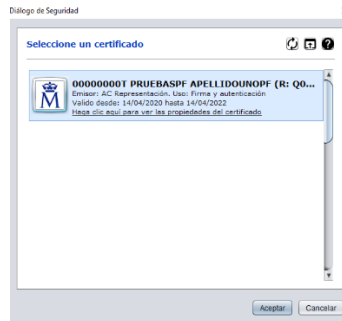 Diálogo de Seguridad
Seleccione un certificado
00000000T PRUEBASPF APELLIDOUNOPF (R: Q0...
Emisor: AC Representación. Uso: Firma y autenticación
Valido desde: 14/04/2020 hasta 14/04/2022
Haga clic aquí para ver las propiedades del certificado
Aceptar Cancelar